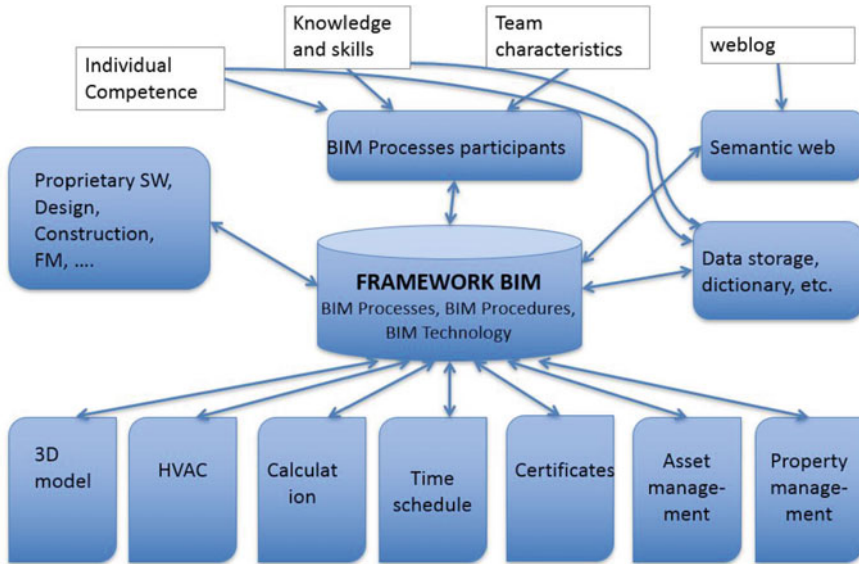 Knowledge
and skills
Team
characteristics
weblog
Individual
Competence
BIM Processes participants
Semantic web
Proprietary SW,
Design,
Construction,
FM, ....
Data storage,
dictionary, etc.
FRAMEWORK BIM
BIM Processes, BIM Procedures,
BIM Technology
3D
model
HVAC
Calculat
ion
Time
schedule
Certificates
Asset
manage-
ment
Property
manage-
ment